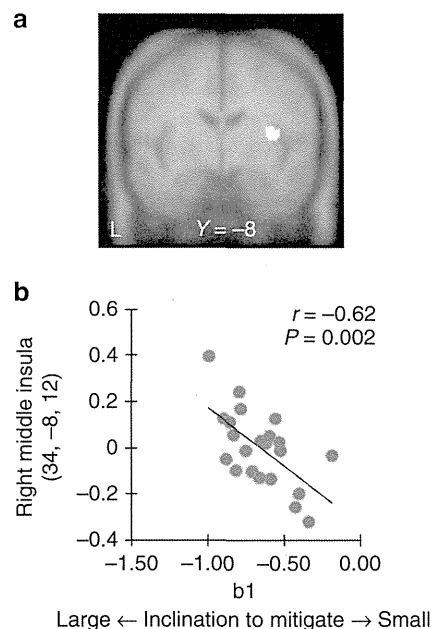 a
L
Y = −8
b
r = −0.62
P = 0.002
0.6
0.4
0.2
0
−0.2
−0.4
Right middle insula
(34, −8, 12)
−1.50
−1.00
−0.50
0.00
b1
Large ← Inclination to mitigate → Small